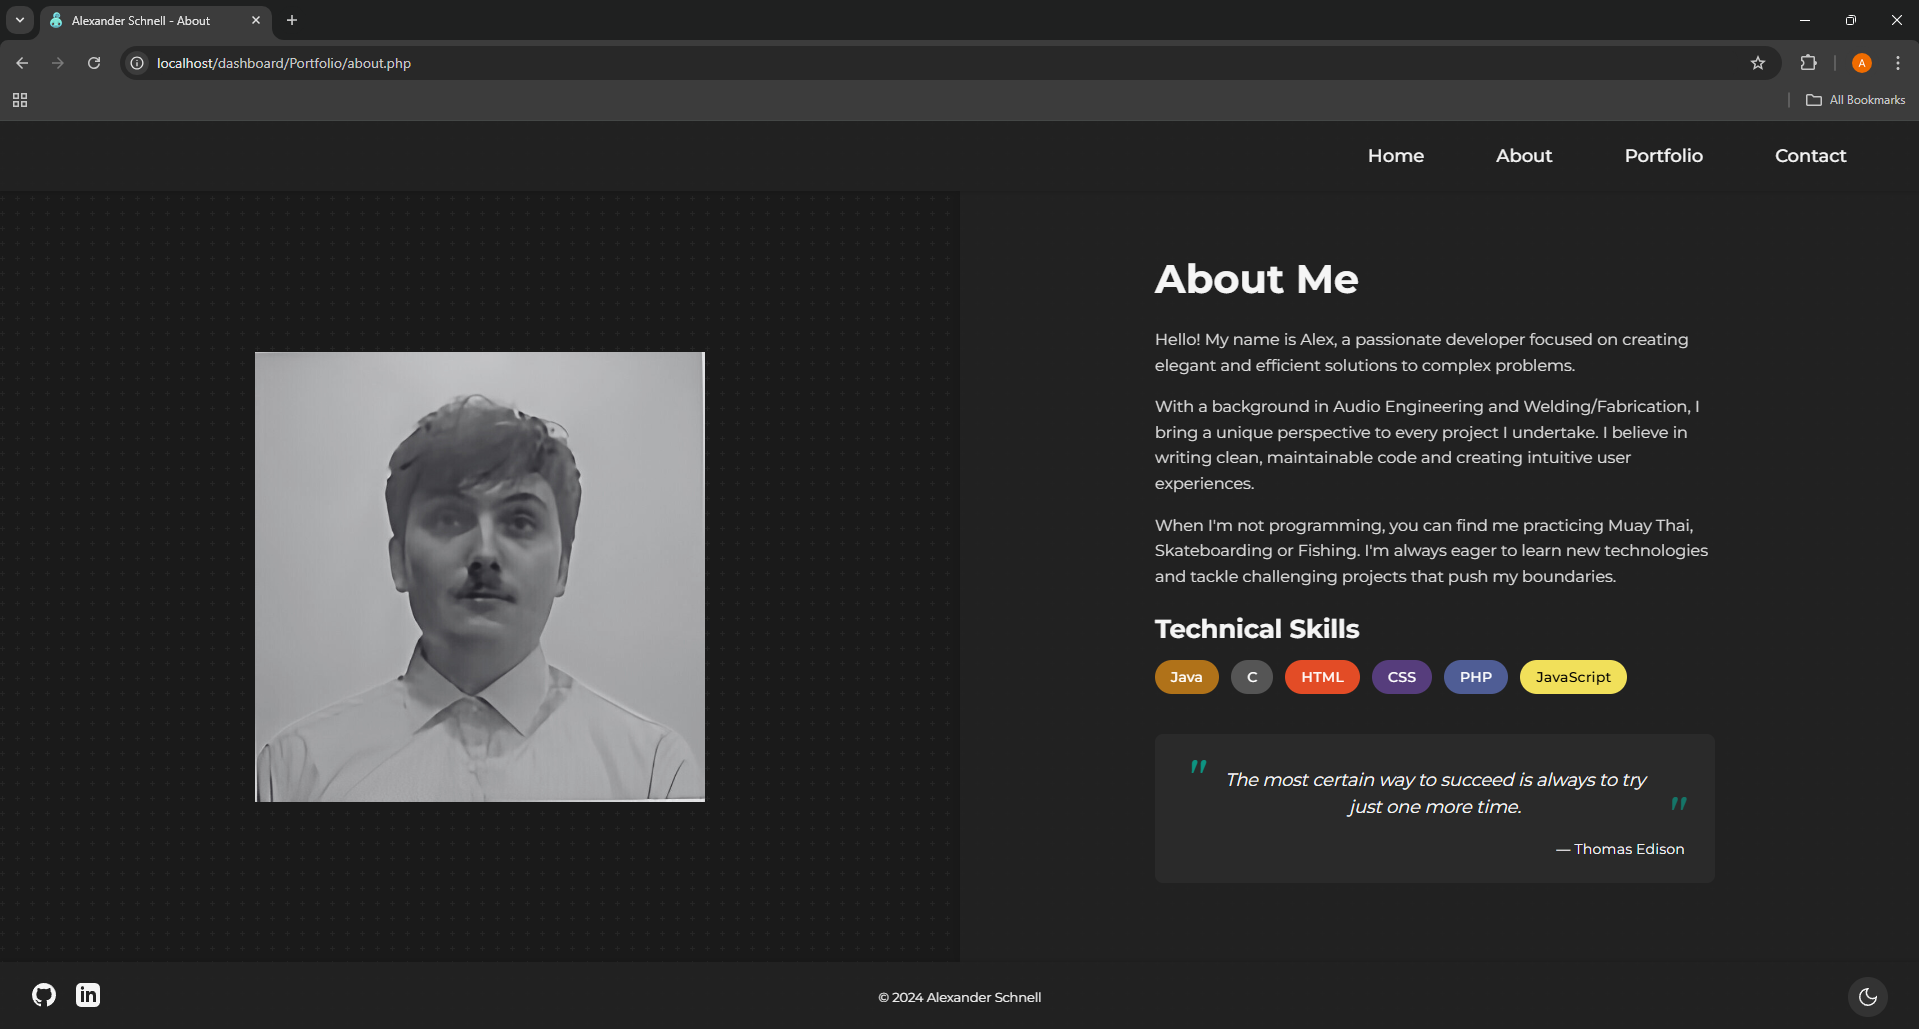 Alexander Schnell - About
localhost/dashboard/Portfolio/about.php
A
All Bookmarks
Home About Portfolio Contact
About Me
Hello! My name is Alex, a passionate developer focused on creating
elegant and efficient solutions to complex problems.
With a background in Audio Engineering and Welding/Fabrication, I
bring a unique perspective to every project I undertake. I believe in
writing clean, maintainable code and creating intuitive user
experiences.
When I'm not programming, you can find me practicing Muay Thai,
Skateboarding or Fishing. I'm always eager to learn new technologies
and tackle challenging projects that push my boundaries.
Technical Skills
Java C HTML CSS PHP JavaScript
" The most certain way to succeed is always to try
just one more time. "
— Thomas Edison
in
© 2024 Alexander Schnell